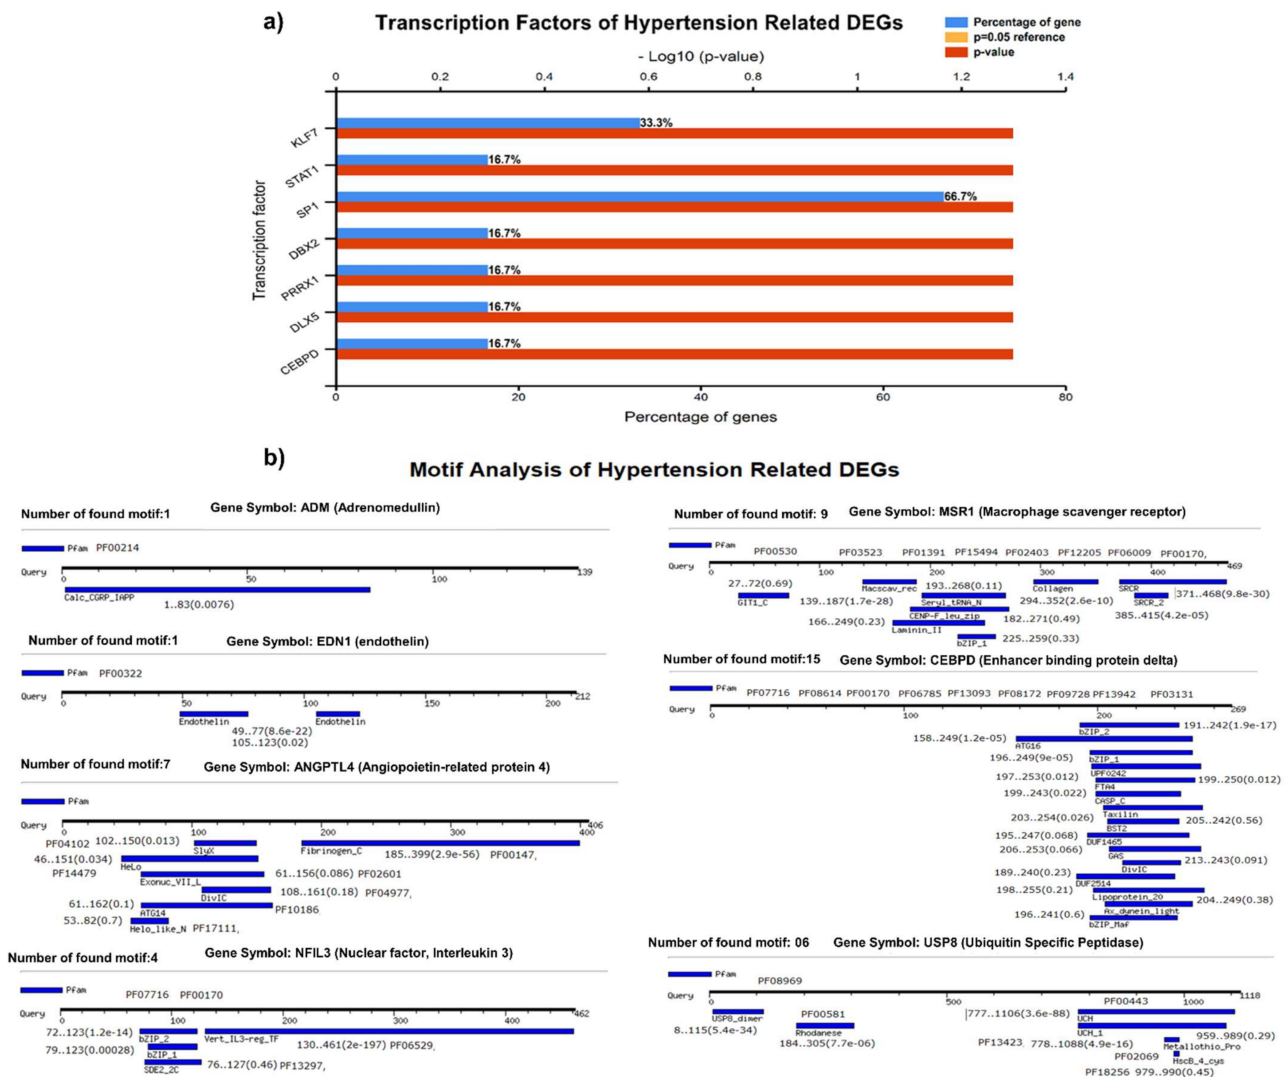 a)
Transcription Factors of Hypertension Related DEGs
Percentage of gene
p=0.05 reference
p-value
- Log10 (p-value)
0 0.2 0.4 0.6 0.8 1 1.2 1.4
Transcription factor
KLF7 33.3%
STAT1 16.7%
SP1 66.7%
DBX2 16.7%
PRRX1 16.7%
DLX5 16.7%
CEBPD 16.7%
0 20 40 60 80
Percentage of genes
b)
Motif Analysis of Hypertension Related DEGs
Number of found motif:1 Gene Symbol: ADM (Adrenomedullin)
Pfam PF00214
Query 0 50 100 139
Calc_CGRP_IAPP
1..83(0.0076)
Number of found motif:1 Gene Symbol: EDN1 (endothelin)
Pfam PF00322
Query 0 50 100 150 200 212
Endothelin Endothelin
49..77(8.6e-22)
105..123(0.02)
Number of found motif:7 Gene Symbol: ANGPTL4 (Angiopoietin-related protein 4)
Pfam
Query 0 100 200 300 400 406
PF04102 102..150(0.013) SlyX Fibrinogen_C 185..399(2.9e-56) PF00147,
46..151(0.034) HeLo
PF14479 Exonuc_VII_L 61..156(0.086) PF02601
DivIC 108..161(0.18) PF04977,
61..162(0.1) ATG14 PF10186
53..82(0.7) Helo_like_N PF17111,
Number of found motif:4 Gene Symbol: NFIL3 (Nuclear factor, Interleukin 3)
Pfam PF07716 PF00170
Query 0 100 200 300 400 462
72..123(1.2e-14) bZIP_2 Vert_IL3-reg_TF 130..461(2e-197) PF06529,
79..123(0.00028) bZIP_1
SDE2_2C 76..127(0.46) PF13297,
Number of found motif: 9 Gene Symbol: MSR1 (Macrophage scavenger receptor)
Pfam PF00530 PF03523 PF01391 PF15494 PF02403 PF12205 PF06009 PF00170,
Query 0 100 200 300 400 469
27..72(0.69) Macscav_rec 193..268(0.11) Collagen SRCR
GIT1_C 139..187(1.7e-28) Seryl_tRNA_N 294..352(2.6e-10) SRCR_2 371..468(9.8e-30)
CENP-F_leu_zip 182..271(0.49) 385..415(4.2e-05)
166..249(0.23) Laminin_II
bZIP_1 225..259(0.33)
Number of found motif:15 Gene Symbol: CEBPD (Enhancer binding protein delta)
Pfam PF07716 PF08614 PF00170 PF06785 PF13093 PF08172 PF09728 PF13942 PF03131
Query 0 100 200 269
bZIP_2 191..242(1.9e-17)
158..249(1.2e-05) ATG16
196..249(9e-05) bZIP_1
197..253(0.012) UPF0242
FTA4 199..250(0.012)
199..243(0.022) CASP_C
203..254(0.026) Taxilin
BST2 205..242(0.56)
195..247(0.068) DUF1465
206..253(0.066) GAS
DivIC 213..243(0.091)
189..240(0.23) DUF2514
198..255(0.21) Lipoprotein_20
Ax_dynein_light 204..249(0.38)
196..241(0.6) bZIP_Maf
Number of found motif: 06 Gene Symbol: USP8 (Ubiquitin Specific Peptidase)
Pfam PF08969
Query 0 500 PF00443 1000 1118
USP8_dimer PF00581 777..1106(3.6e-88) UCH
8..115(5.4e-34) Rhodanese UCH_1
184..305(7.7e-06) PF13423, 778..1088(4.9e-16) Metallothio_Pro 959..989(0.29)
PF02069 HscB_4_cys
PF18256 979..990(0.45)